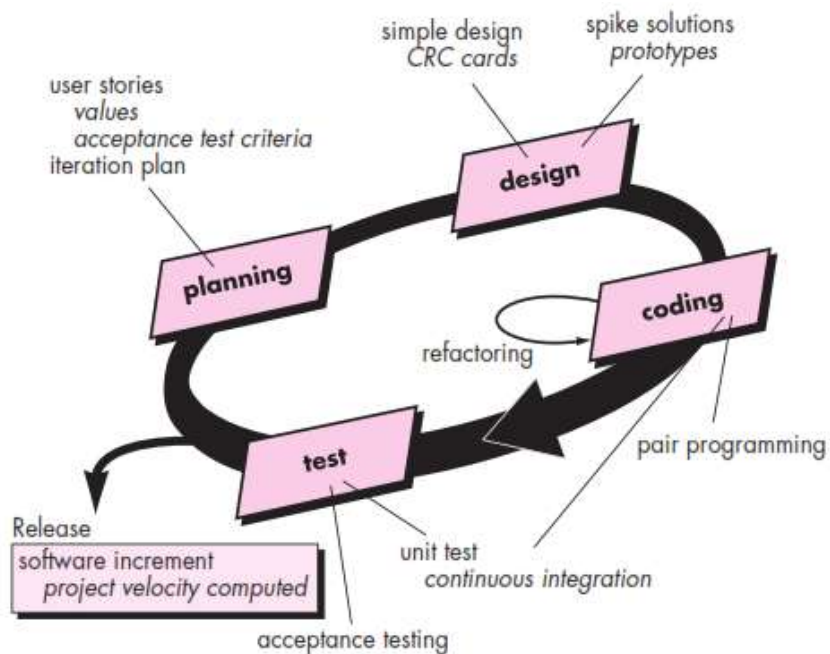 simple design
CRC cards
spike solutions
prototypes
user stories
values
acceptance test criteria
iteration plan
design
planning
coding
refactoring
test
pair programming
Release
software increment
project velocity computed
unit test
continuous integration
acceptance testing